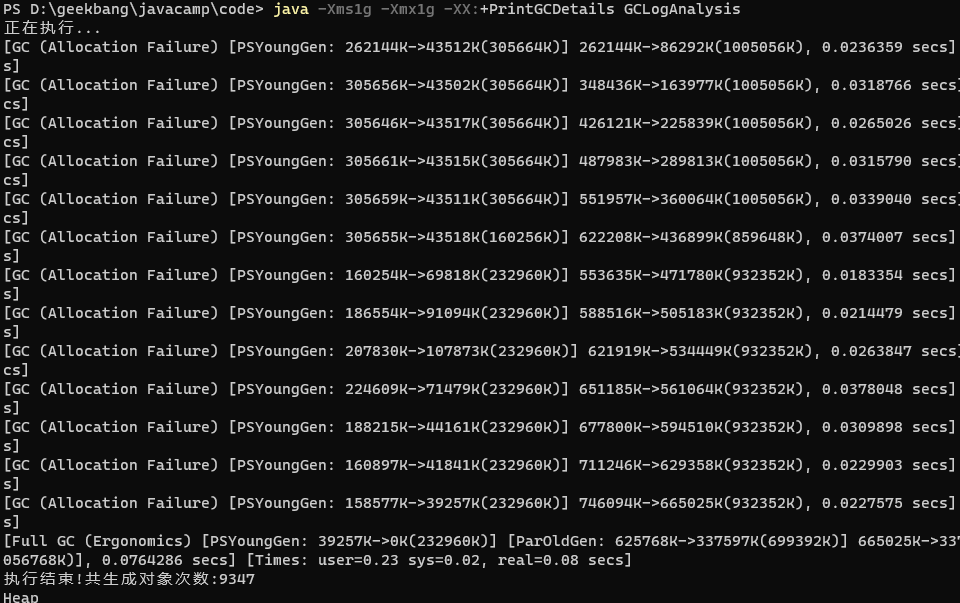 PS D:\geekbang\javacamp\code> java -Xms1g -Xmx1g -XX:+PrintGCDetails GCLogAnalysis
正在执行...
[GC (Allocation Failure) [PSYoungGen: 262144K->43512K(305664K)] 262144K->86292K(1005056K), 0.0236359 secs]
s]
[GC (Allocation Failure) [PSYoungGen: 305656K->43502K(305664K)] 348436K->163977K(1005056K), 0.0318766 secs]
cs]
[GC (Allocation Failure) [PSYoungGen: 305646K->43517K(305664K)] 426121K->225839K(1005056K), 0.0265026 secs]
cs]
[GC (Allocation Failure) [PSYoungGen: 305661K->43515K(305664K)] 487983K->289813K(1005056K), 0.0315790 secs]
cs]
[GC (Allocation Failure) [PSYoungGen: 305659K->43511K(305664K)] 551957K->360064K(1005056K), 0.0339040 secs]
cs]
[GC (Allocation Failure) [PSYoungGen: 305655K->43518K(160256K)] 622208K->436899K(859648K), 0.0374007 secs]
s]
[GC (Allocation Failure) [PSYoungGen: 160254K->69818K(232960K)] 553635K->471780K(932352K), 0.0183354 secs]
s]
[GC (Allocation Failure) [PSYoungGen: 186554K->91094K(232960K)] 588516K->505183K(932352K), 0.0214479 secs]
s]
[GC (Allocation Failure) [PSYoungGen: 207830K->107873K(232960K)] 621919K->534449K(932352K), 0.0263847 secs]
cs]
[GC (Allocation Failure) [PSYoungGen: 224609K->71479K(232960K)] 651185K->561064K(932352K), 0.0378048 secs]
s]
[GC (Allocation Failure) [PSYoungGen: 188215K->44161K(232960K)] 677800K->594510K(932352K), 0.0309898 secs]
s]
[GC (Allocation Failure) [PSYoungGen: 160897K->41841K(232960K)] 711246K->629358K(932352K), 0.0229903 secs]
s]
[GC (Allocation Failure) [PSYoungGen: 158577K->39257K(232960K)] 746094K->665025K(932352K), 0.0227575 secs]
s]
[Full GC (Ergonomics) [PSYoungGen: 39257K->0K(232960K)] [ParOldGen: 625768K->337597K(699392K)] 665025K->337
056768K)], 0.0764286 secs] [Times: user=0.23 sys=0.02, real=0.08 secs]
执行结束!共生成对象次数:9347
Heap